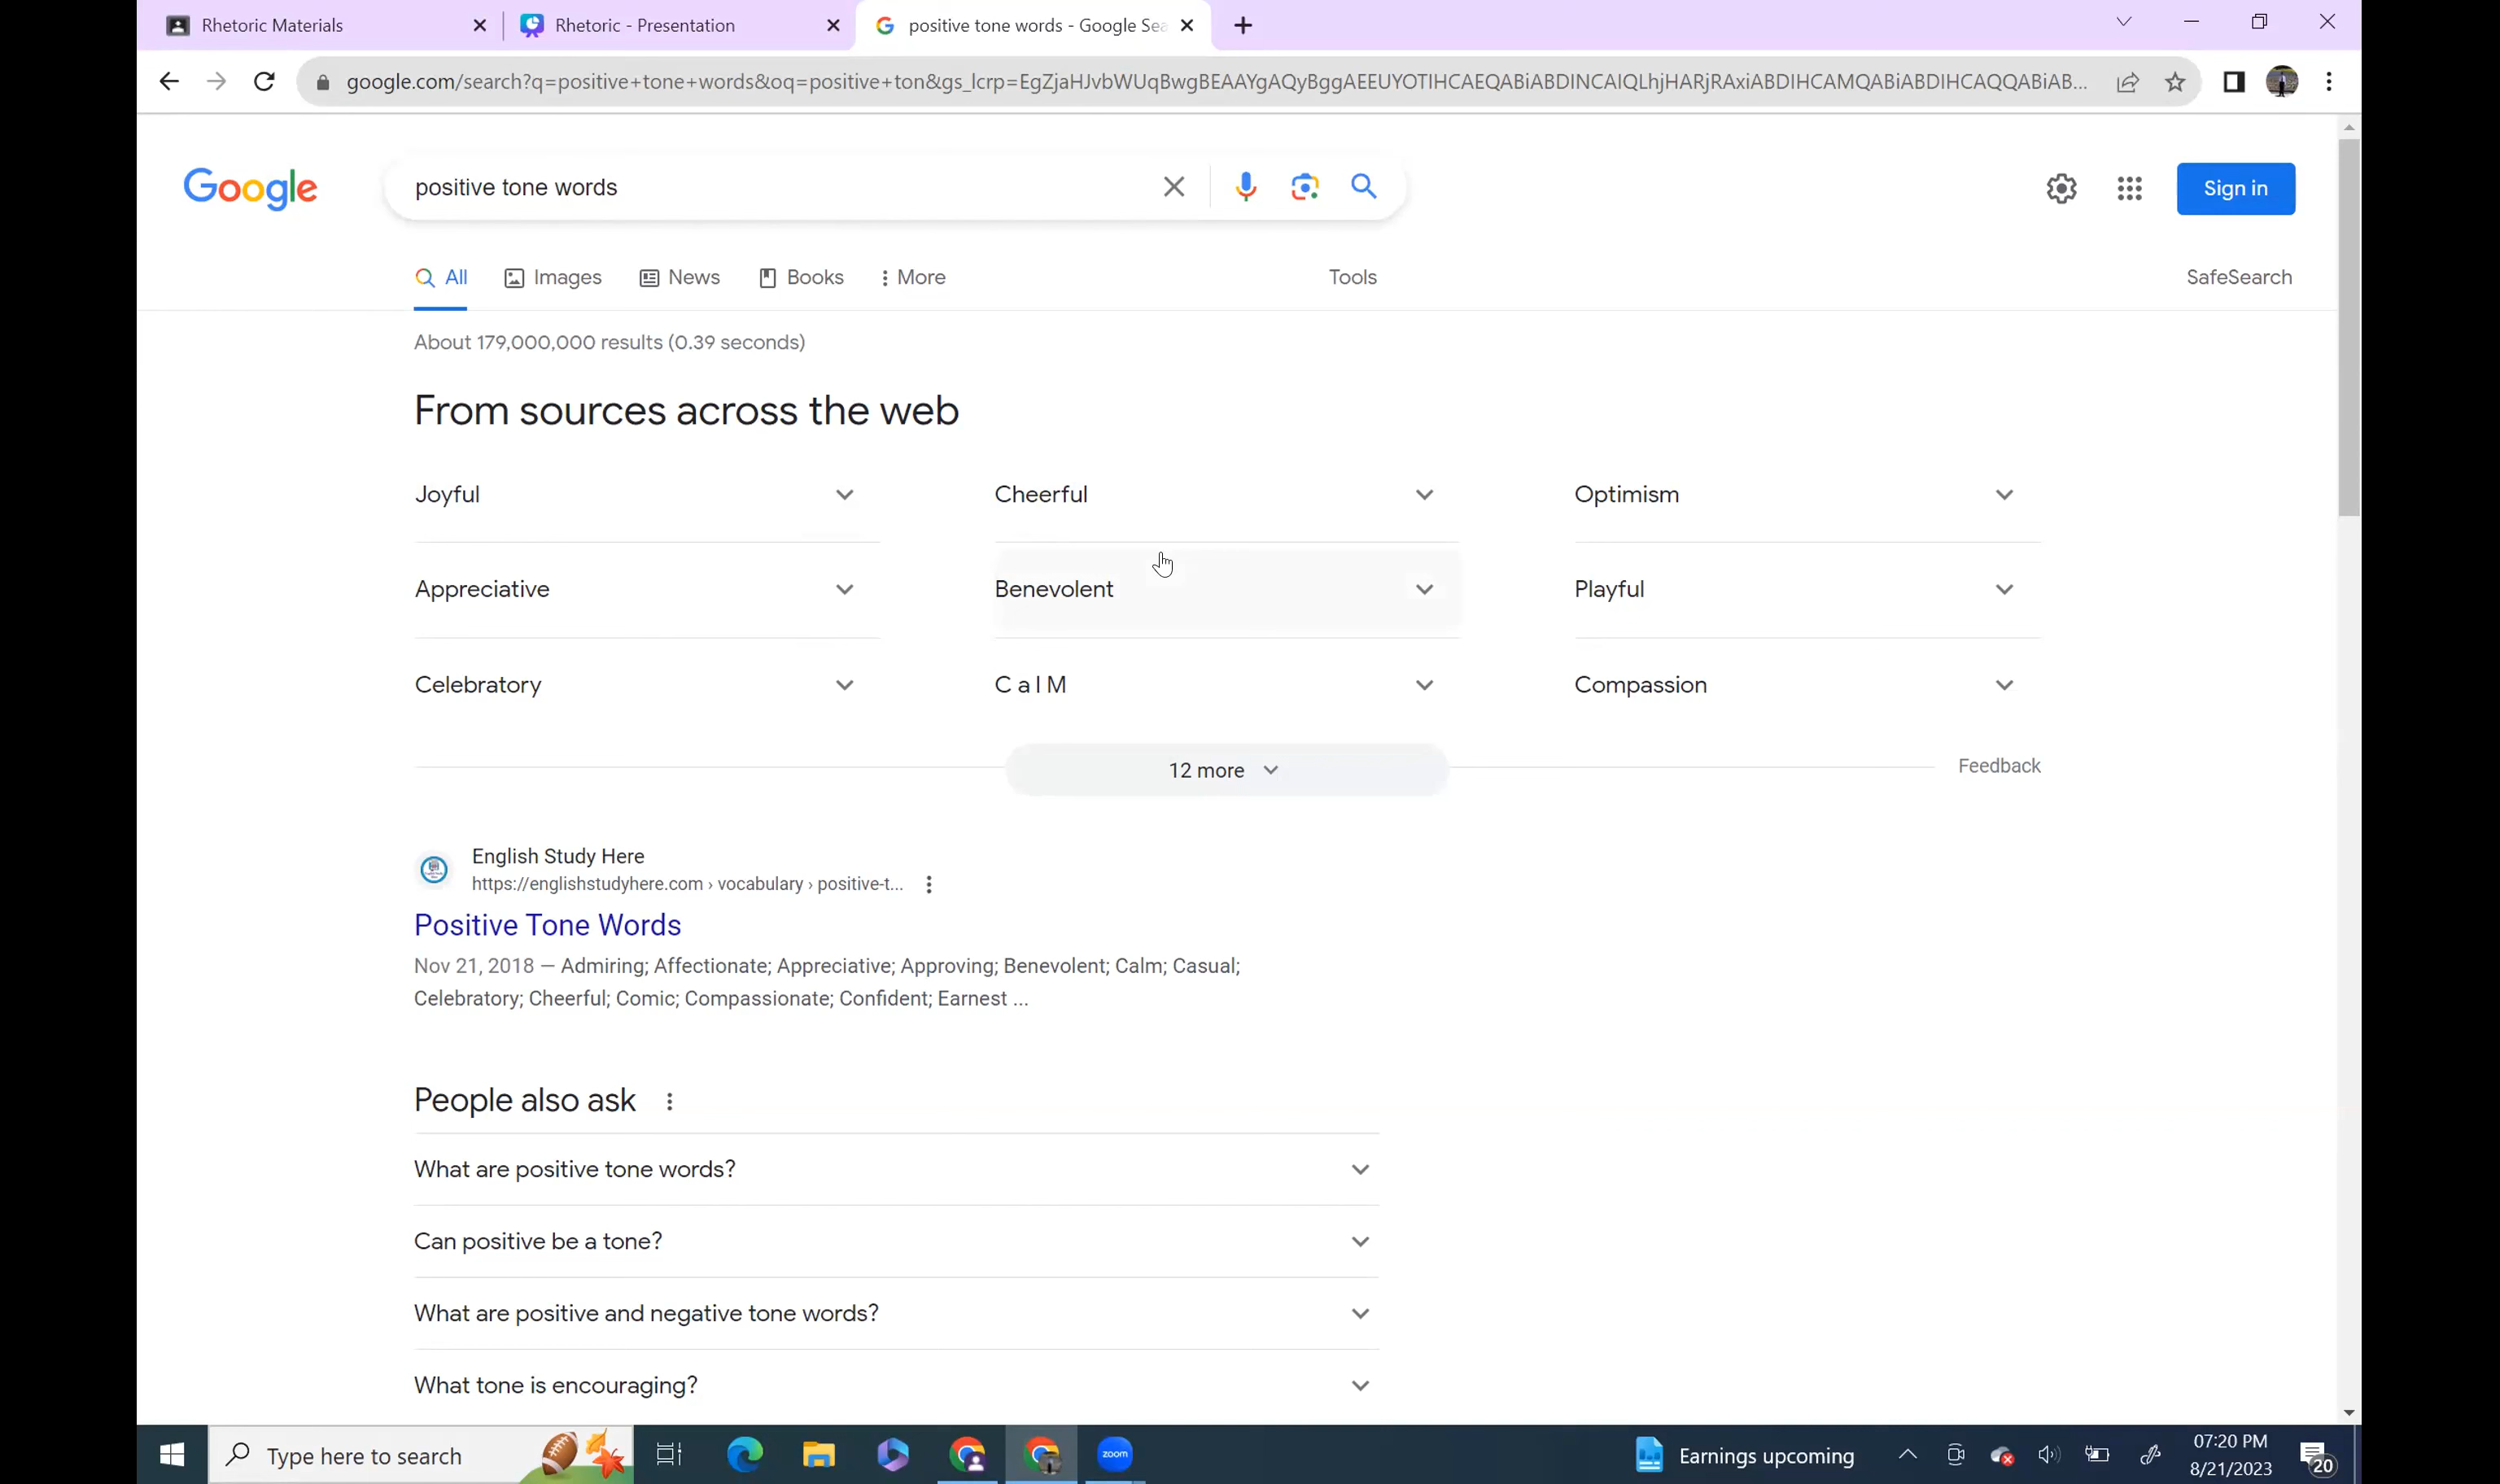 Rhetoric Materials
Rhetoric - Presentation
positive tone words - Google Sea
google.com/search?q=positive+tone+words&oq=positive+ton&gs_lcrp=EgZjaHJvbWUqBwgBEAAYgAQyBggAEEUYOTIHCAEQABiABDINCAIQLhjHARjRAxiABDIHCAMQABiABDIHCAQQABiAB...
Google
positive tone words
Sign in
All
Images
News
Books
More
Tools
SafeSearch
About 179,000,000 results (0.39 seconds)
From sources across the web
Joyful
Cheerful
Optimism
Appreciative
Benevolent
Playful
Celebratory
C a l M
Compassion
12 more
Feedback
English Study Here
https://englishstudyhere.com › vocabulary › positive-t...
Positive Tone Words
Nov 21, 2018 — Admiring; Affectionate; Appreciative; Approving; Benevolent; Calm; Casual;
Celebratory; Cheerful; Comic; Compassionate; Confident; Earnest ...
People also ask
What are positive tone words?
Can positive be a tone?
What are positive and negative tone words?
What tone is encouraging?
Type here to search
zoom
Earnings upcoming
07:20 PM
8/21/2023
20